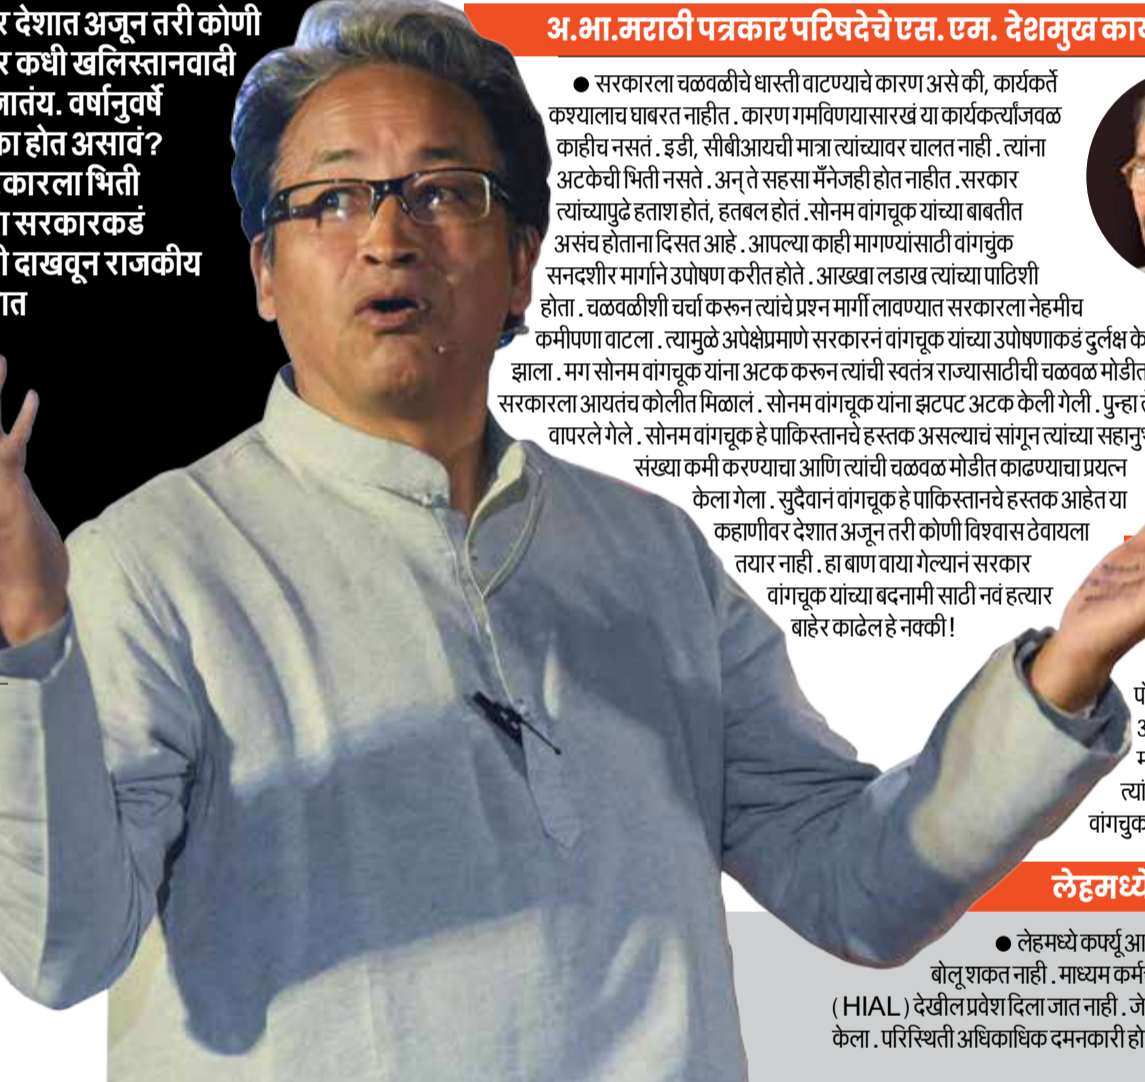 र देशात अजून तरी कोणी
र कधी खलिस्तानवादी
जातंय. वर्षानुवर्षे
का होत असावं?
कारला भिती
ा सरकारकडं
ी दाखवून राजकीय
ात
अ.भा.मराठी पत्रकार परिषदेचे एस. एम. देशमुख
● सरकारला चळवळीचे धास्ती वाटण्याचे कारण असे की, कार्यकर्ते
कश्यालाच घाबरत नाहीत . कारण गमविणयासारखं या कार्यकर्त्यांजवळ
काहीच नसतं . इडी, सीबीआयची मात्रा त्यांच्यावर चालत नाही . त्यांना
अटकेची भिती नसते . अन् ते सहसा मॅनेजही होत नाहीत .सरकार
त्यांच्यापुढे हताश होतं, हतबल होतं .सोनम वांगचूक यांच्या बाबतीत
असंच होताना दिसत आहे . आपल्या काही मागण्यांसाठी वांगचुंक
सनदशीर मार्गाने उपोषण करीत होते . आख्खा लडाख त्यांच्या पाठिशी
होता . चळवळीशी चर्चा करून त्यांचे प्रश्न मार्गी लावण्यात सरकारला नेहमीच
कमीपणा वाटला . त्यामुळे अपेक्षेप्रमाणे सरकारनं वांगचूक यांच्या उपोषणाकडं दुर्लक्ष के
झाला . मग सोनम वांगचूक यांना अटक करून त्यांची स्वतंत्र राज्यासाठीची चळवळ मोडीत
सरकारला आयतंच कोलीत मिळालं . सोनम वांगचूक यांना झटपट अटक केली गेली . पुन्हा
वापरले गेले . सोनम वांगचूक हे पाकिस्तानचे हस्तक असल्याचं सांगून त्यांच्या सहानु
संख्या कमी करण्याचा आणि त्यांची चळवळ मोडीत काढण्याचा प्रयत्न
केला गेला . सुदैवानं वांगचूक हे पाकिस्तानचे हस्तक आहेत या
कहाणीवर देशात अजून तरी कोणी विश्वास ठेवायला
तयार नाही . हा बाण वाया गेल्यानं सरकार
वांगचूक यांच्या बदनामी साठी नवं हत्यार
बाहेर काढेल हे नक्की !
त्यां
वांगचुक
लेहमध्ये
● लेहमध्ये कर्फ्यू आ
बोलू शकत नाही . माध्यम कर्म
( HIAL ) देखील प्रवेश दिला जात नाही . जे
केला . परिस्थिती अधिकाधिक दमनकारी हो